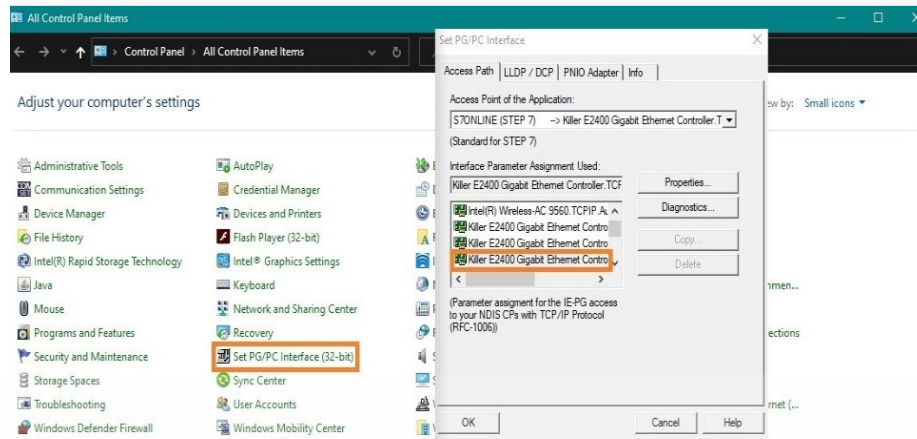 All Control Panel Items
Control Panel > All Control Panel Items
Adjust your computer's settings
Small icons
Administrative Tools
Communication Settings
Device Manager
File History
Intel(R) Rapid Storage Technology
Java
Mouse
Programs and Features
Security and Maintenance
Storage Spaces
Troubleshooting
Windows Defender Firewall
AutoPlay
Credential Manager
Devices and Printers
Flash Player (32-bit)
Intel® Graphics Settings
Keyboard
Network and Sharing Center
Recovery
Set PG/PC Interface (32-bit)
Sync Center
User Accounts
Windows Mobility Center
Set PG/PC Interface
Access Path LLDP / DCP PNIO Adapter Info
Access Point of the Application:
S7ONLINE (STEP 7) --> Killer E2400 Gigabit Ethernet Controller.T
(Standard for STEP 7)
Interface Parameter Assignment Used:
Killer E2400 Gigabit Ethernet Controller.TCF
Properties...
Intel(R) Wireless-AC 9560.TCPIP.Au
Killer E2400 Gigabit Ethernet Contro
Killer E2400 Gigabit Ethernet Contro
Killer E2400 Gigabit Ethernet Contro
Diagnostics...
Copy...
Delete
(Parameter assigment for the IE-PG access
to your NDIS CPs with TCP/IP Protocol
(RFC-1006))
OK Cancel Help